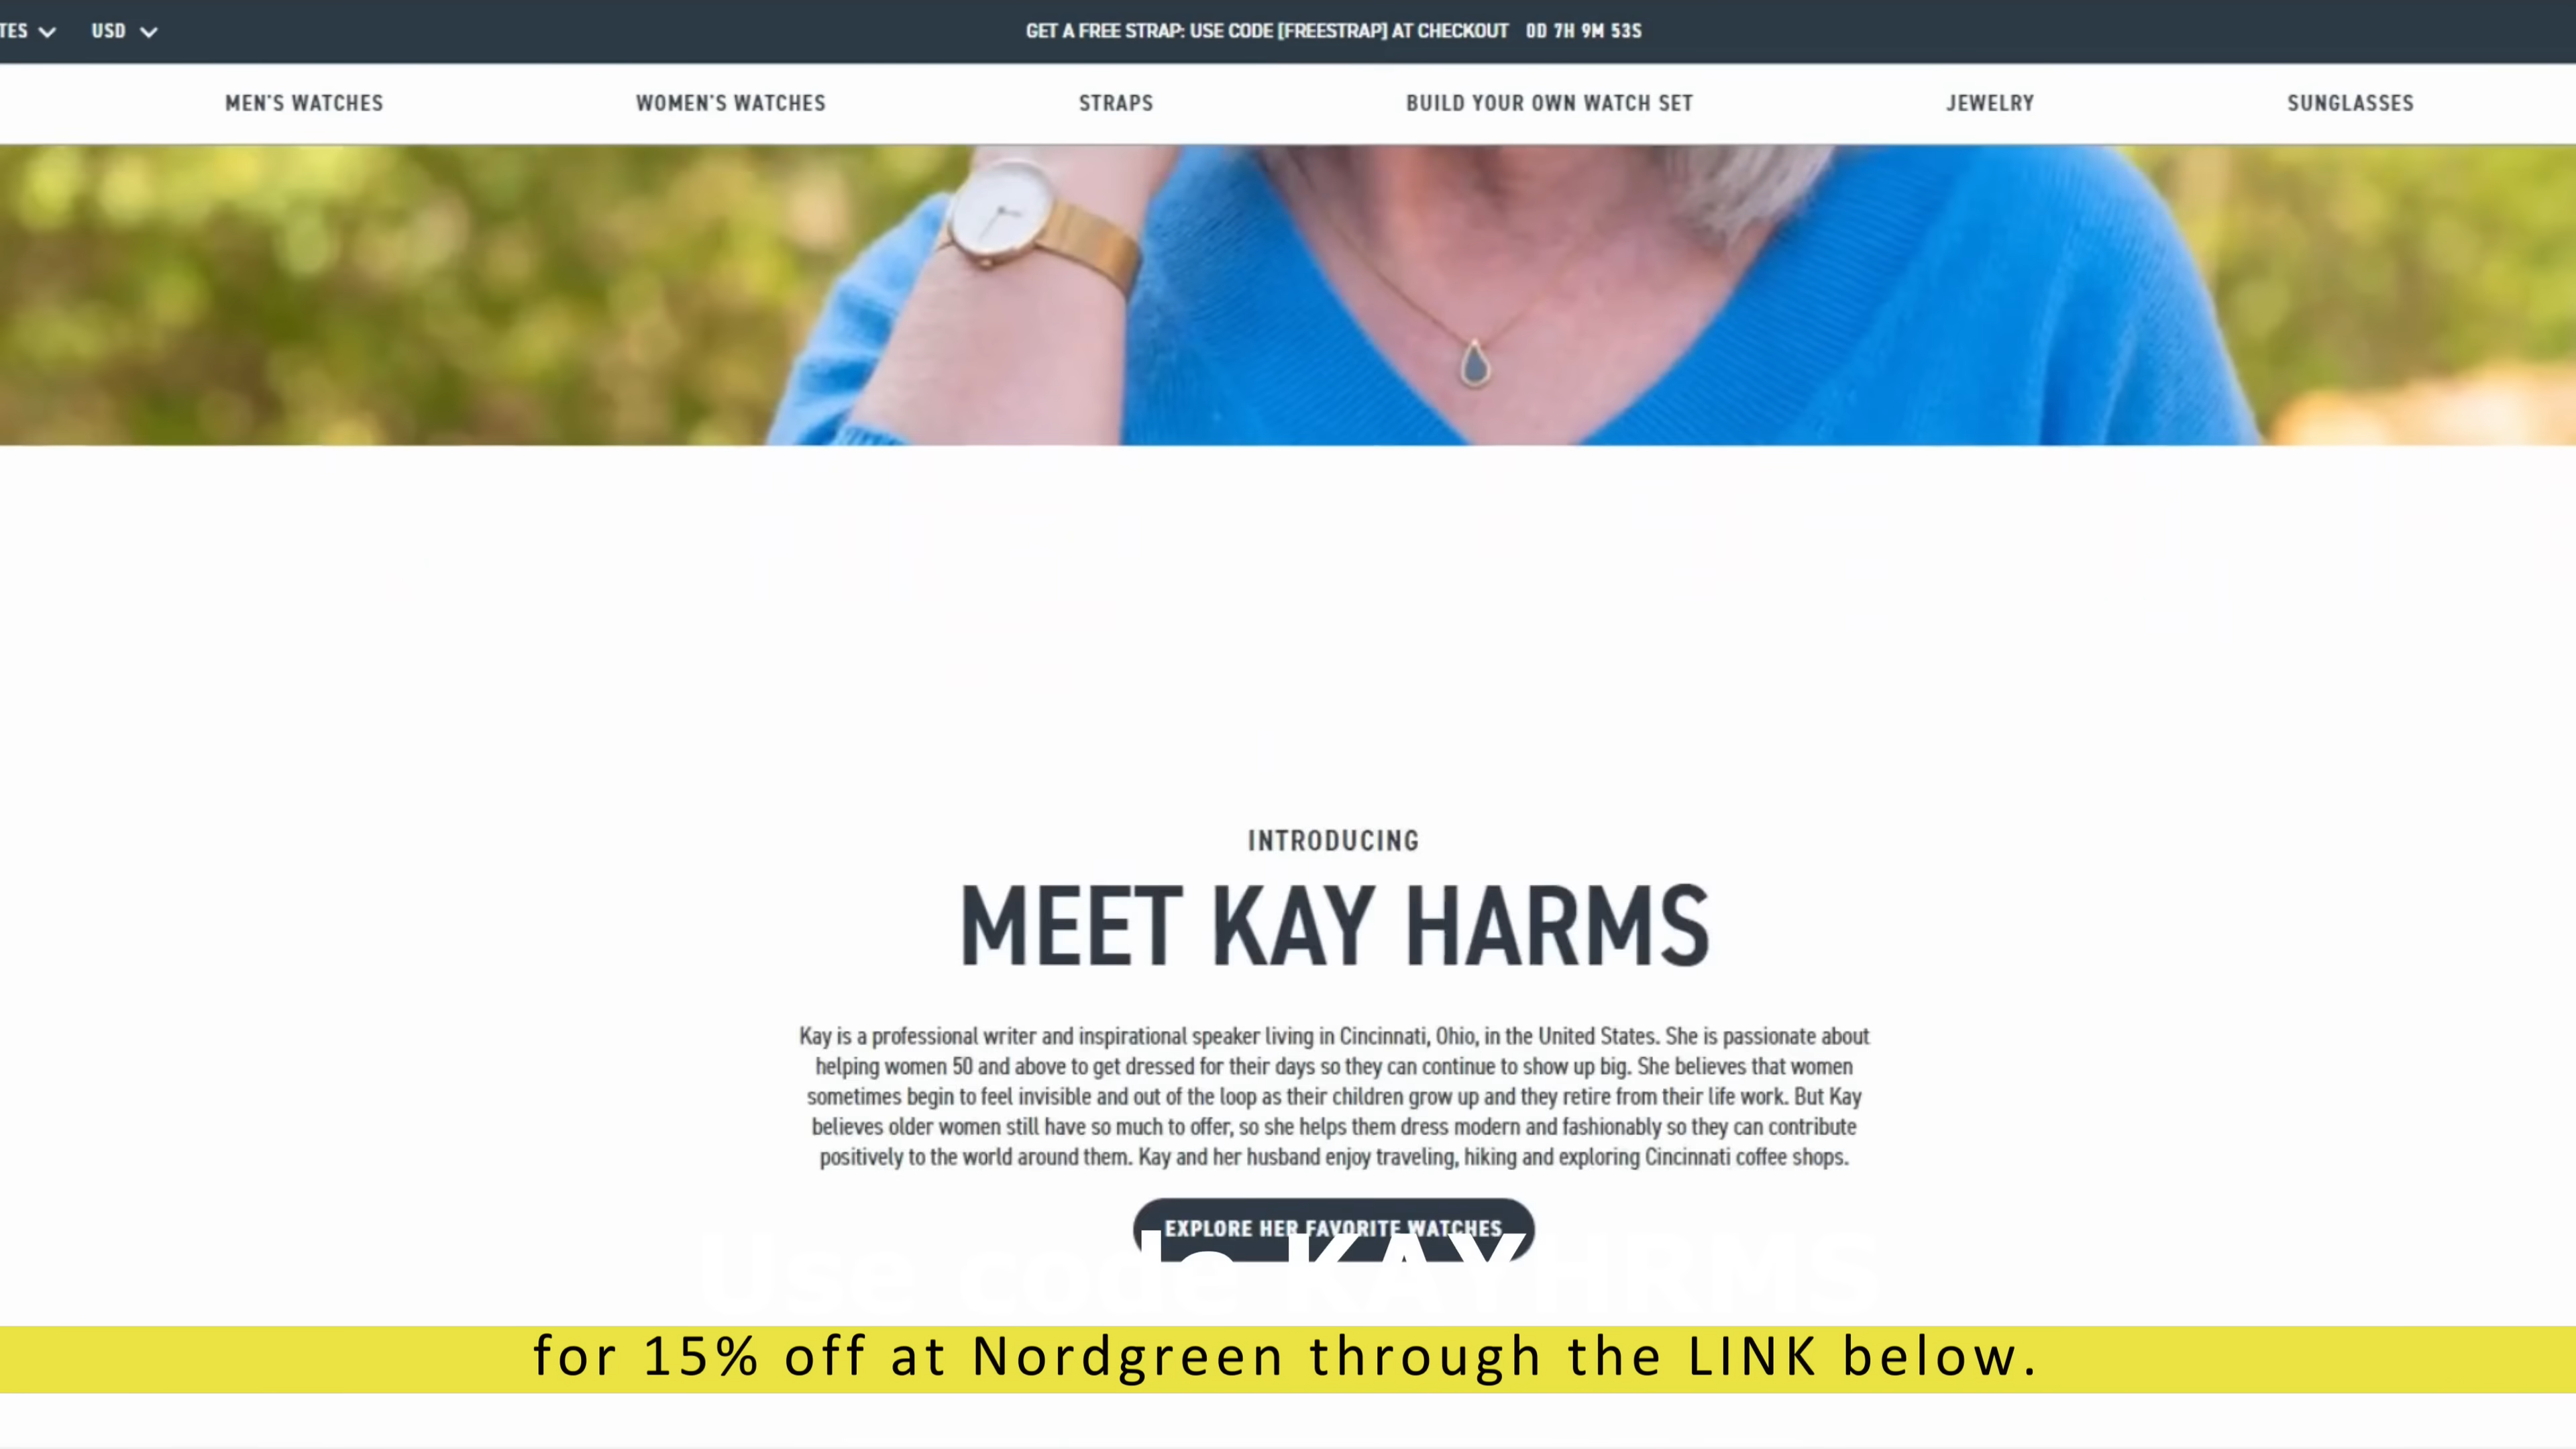 TES USD GET A FREE STRAP: USE CODE [FREESTRAP] AT CHECKOUT 0D 7H 9M 53S
MEN'S WATCHES WOMEN'S WATCHES STRAPS BUILD YOUR OWN WATCH SET JEWELRY SUNGLASSES
INTRODUCING
MEET KAY HARMS
Kay is a professional writer and inspirational speaker living in Cincinnati, Ohio, in the United States. She is passionate about
helping women 50 and above to get dressed for their days so they can continue to show up big. She believes that women
sometimes begin to feel invisible and out of the loop as their children grow up and they retire from their life work. But Kay
believes older women still have so much to offer, so she helps them dress modern and fashionably so they can contribute
positively to the world around them. Kay and her husband enjoy traveling, hiking and exploring Cincinnati coffee shops.
EXPLORE HER FAVORITE WATCHES
Use code KAYHRMS
for 15% off at Nordgreen through the LINK below.